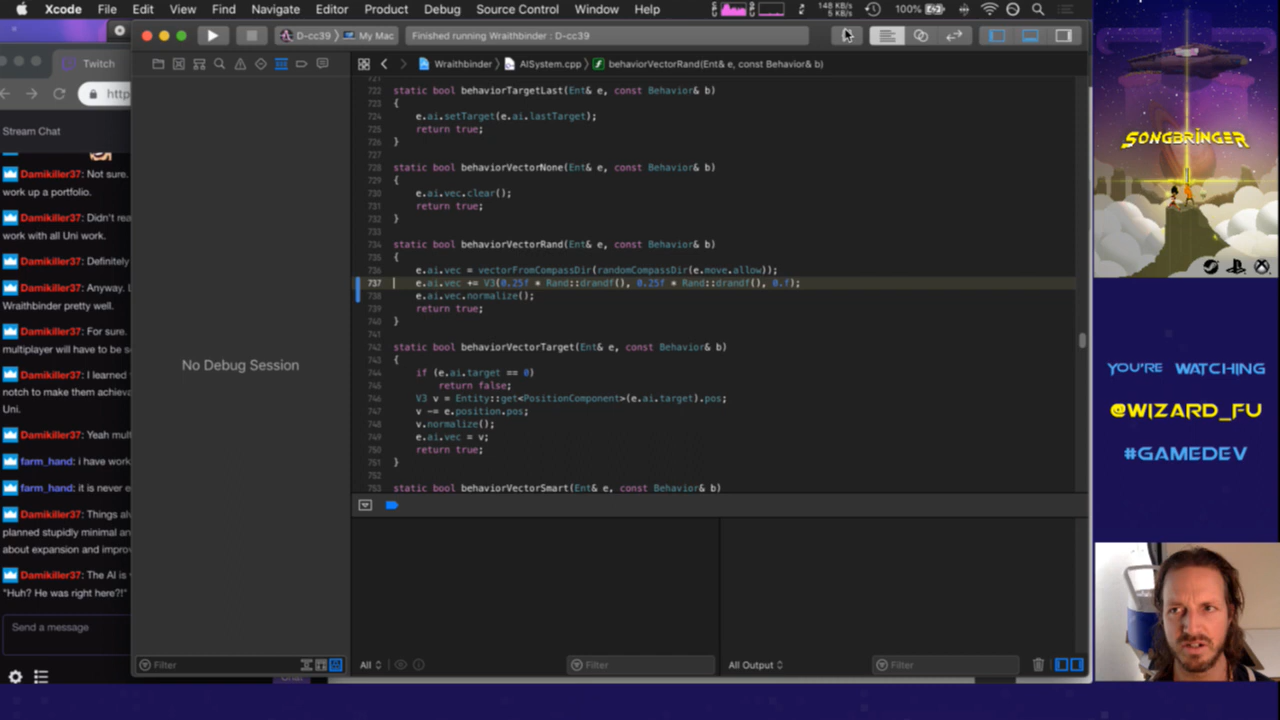 Xcode File Edit View Find Navigate Editor Product Debug Source Control Window Help
148 KB/s
5 KB/s
100%
D-cc39 My Mac
Finished running Wraithbinder : D-cc39
Twitch
http
Stream Chat
Damikiller37: Not sure.
work up a portfolio.
Damikiller37: Didn't rea
work with all Uni work.
Damikiller37: Definitely
Damikiller37: Anyway.
Wraithbinder pretty well.
Damikiller37: For sure.
multiplayer will have to be s
Damikiller37: I learned
notch to make them achieva
Uni.
Damikiller37: Yeah mult
farm_hand: i have work
farm_hand: it is never e
Damikiller37: Things alv
planned stupidly minimal an
about expansion and improv
Damikiller37: The AI is
"Huh? He was right here?!"
Send a message
Chat
No Debug Session
Filter
Wraithbinder AISystem.cpp behaviorVectorRand(Ent& e, const Behavior& b)
721
722 static bool behaviorTargetLast(Ent& e, const Behavior& b)
723 {
724 e.ai.setTarget(e.ai.lastTarget);
725 return true;
726 }
727
728 static bool behaviorVectorNone(Ent& e, const Behavior& b)
729 {
730 e.ai.vec.clear();
731 return true;
732 }
733
734 static bool behaviorVectorRand(Ent& e, const Behavior& b)
735 {
736 e.ai.vec = vectorFromCompassDir(randomCompassDir(e.move.allow));
737 e.ai.vec += V3(0.25f * Rand::drandf(), 0.25f * Rand::drandf(), 0.f);
738 e.ai.vec.normalize();
739 return true;
740 }
741
742 static bool behaviorVectorTarget(Ent& e, const Behavior& b)
743 {
744 if (e.ai.target == 0)
745 return false;
746 V3 v = Entity::get<PositionComponent>(e.ai.target).pos;
747 v -= e.position.pos;
748 v.normalize();
749 e.ai.vec = v;
750 return true;
751 }
752
753 static bool behaviorVectorSmart(Ent& e, const Behavior& b)
All
Filter
All Output
Filter
SONGBRINGER
YOU'RE WATCHING
@WIZARD_FU
#GAMEDEV